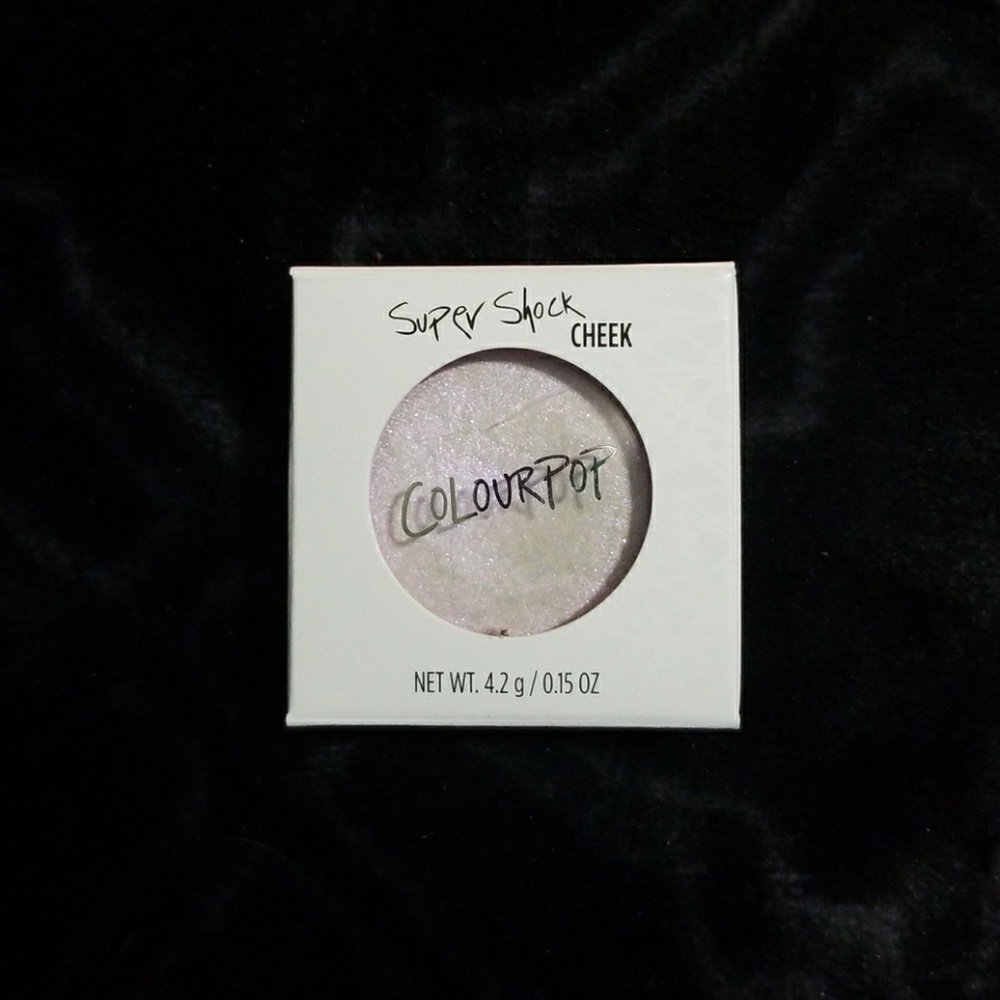 Super Shock
CHEEK
COLOURPOP
NET WT. 4.2 g / 0.15 OZ